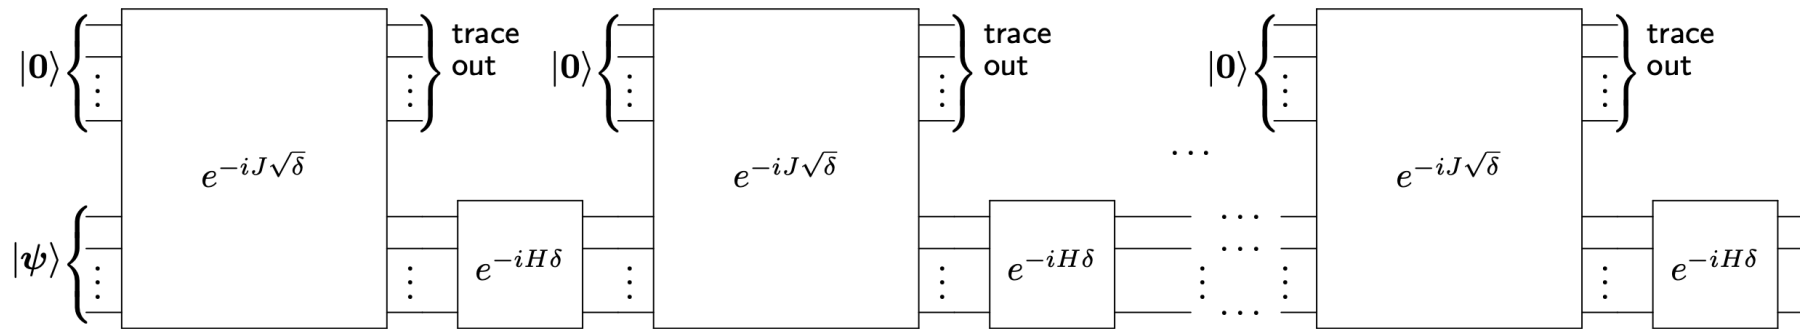 |0⟩ trace out |0⟩ trace out |0⟩ trace out
e^{-iJ√δ} e^{-iJ√δ} ··· e^{-iJ√δ}
|ψ⟩ e^{-iHδ} e^{-iHδ} e^{-iHδ}